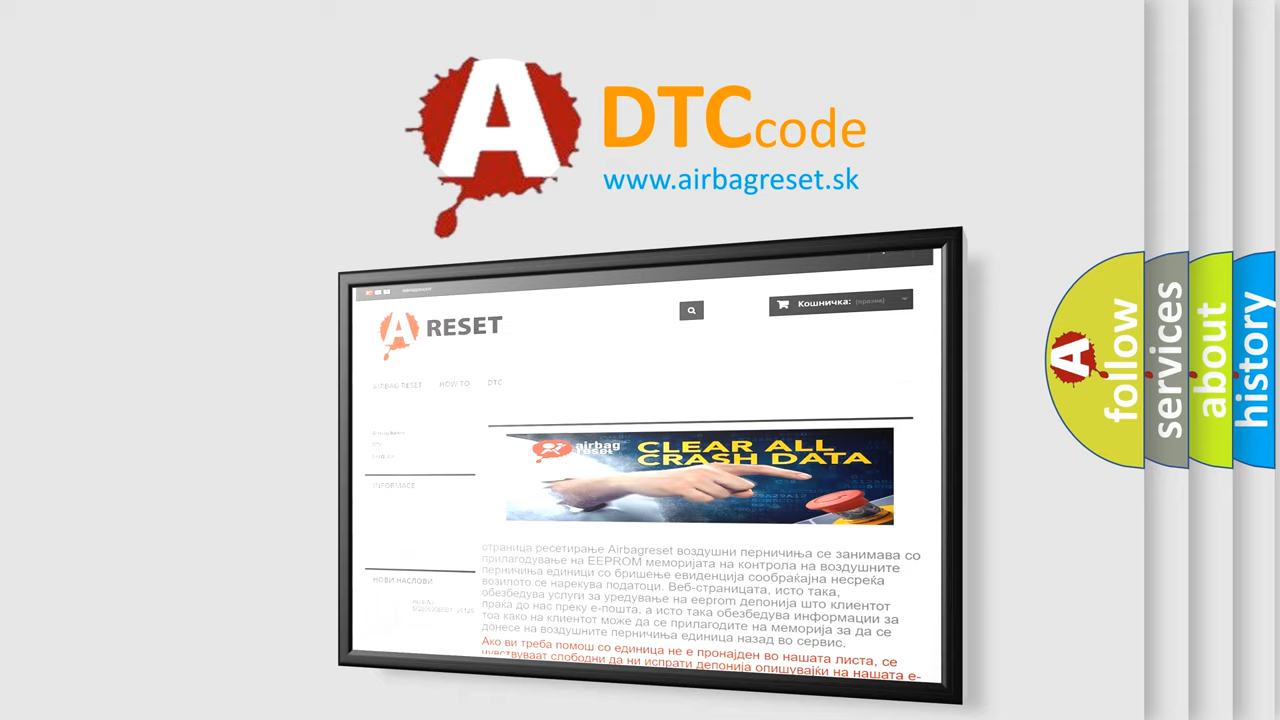 A
DTCcode
www.airbagreset.sk
Кошничка: (празна)
A RESET
AIRBAG RESET HOW TO DTC
INFORMACE
airbag
reset
CLEAR ALL
CRASH DATA
НОВИ НАСЛОВИ
страница ресетирање Airbagreset воздушни перничиња се занимава со
прилагодување на EEPROM меморијата на контрола на воздушните
перничиња единици со бришење евиденција сообраќајна несреќа
возилото се нарекува податоци. Веб-страницата, исто така,
обезбедува услуги за уредување на eeprom депонија што клиентот
праќа до нас преку е-пошта, а исто така обезбедува информации за
тоа како на клиентот може да се прилагодите на меморија за да се
донесе на воздушните перничиња единица назад во сервис.
Ако ви треба помош со единица не е пронајден во нашата листа, се
чувствуваат слободни да ни испрати депонија опишувајќи на нашата е-
A
follow
services
about
history